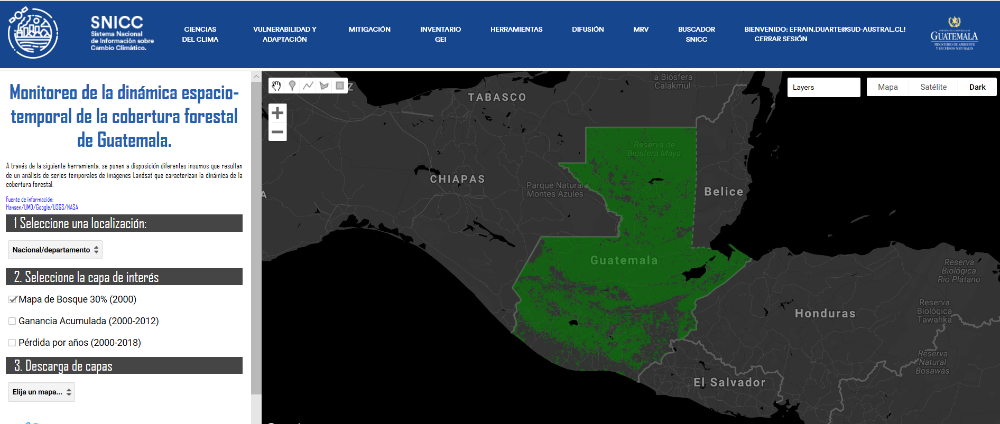 SNICC
Sistema Nacional
de Información sobre
Cambio Climático.
CIENCIAS
DEL CLIMA
VULNERABILIDAD Y
ADAPTACIÓN
MITIGACIÓN
INVENTARIO
GEI
HERRAMIENTAS
DIFUSIÓN
MRV
BUSCADOR
SNICC
BIENVENIDO: EFRAIN.DUARTE@SUD-AUSTRAL.CL!
CERRAR SESIÓN
GUATEMALA
MINISTERIO DE AMBIENTE
Y RECURSOS NATURALES
Monitoreo de la dinámica espacio-
temporal de la cobertura forestal
de Guatemala.
A través de la siguiente herramienta, se ponen a disposición diferentes insumos que resultan
de un análisis de series temporales de imágenes Landsat que caracterizan la dinámica de la
cobertura forestal.
Fuente de información:
Hansen/UMD/Google/USGS/NASA
1 Seleccione una localización:
Nacional/departamento
2. Seleccione la capa de interés
Mapa de Bosque 30% (2000)
Ganancia Acumulada (2000-2012)
Pérdida por años (2000-2018)
3. Descarga de capas
Elija un mapa...
Layers
Mapa
Satélite
Dark
Z
la Biósfera
Calakmul
TABASCO
Reserva de
Biosfera Maya
CHIAPAS
Parque Natural
Montes Azules
Belice
A
Guatemala
Reserva
Biológica
Río Plátano
Reserva
Biológica
Tawahka
Honduras
Reserva
Natural
Bosawás
El Salvador